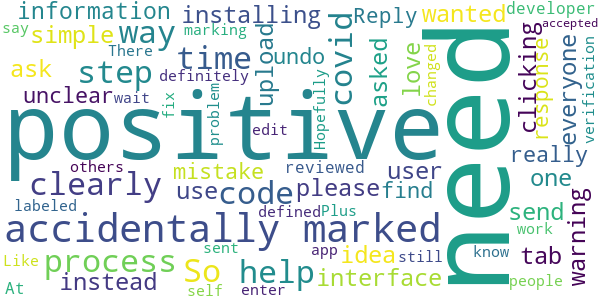 information
installing
Reply
wanted
developer
say
simple
way
There
marking
time
covid
asked
love
changed
clicking
response
everyone
accepted
verification
ask
step
definitely
undo
upload
unclear
wait
fix
problem
Hopefully
positive
need
edit
really
clearly
mistake
reviewed
user
others
use
code
please
find
one
labeled
accidentally marked
defined
Plus
send
work
warning
Like
process
So
sent
app
idea
still
know
tab
At
instead
help
self
enter
interface
people